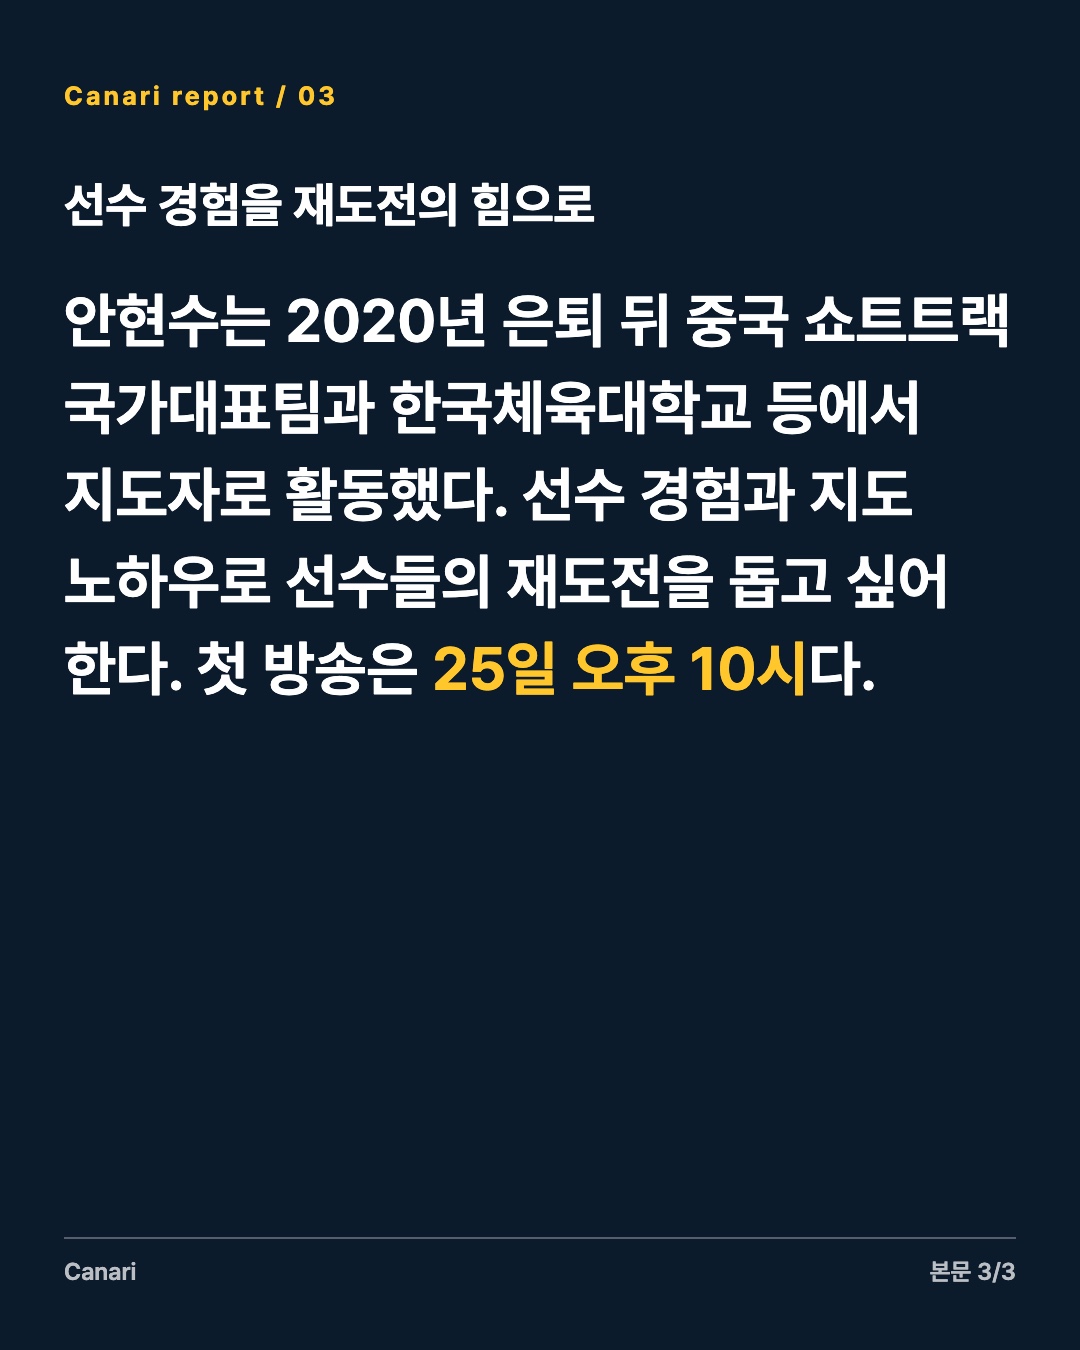 Canari report / 03
선수 경험을 재도전의 힘으로
안현수는 2020년 은퇴 뒤 중국 쇼트트랙
국가대표팀과 한국체육대학교 등에서
지도자로 활동했다. 선수 경험과 지도
노하우로 선수들의 재도전을 돕고 싶어
한다. 첫 방송은 25일 오후 10시다.
Canari
본문 3/3